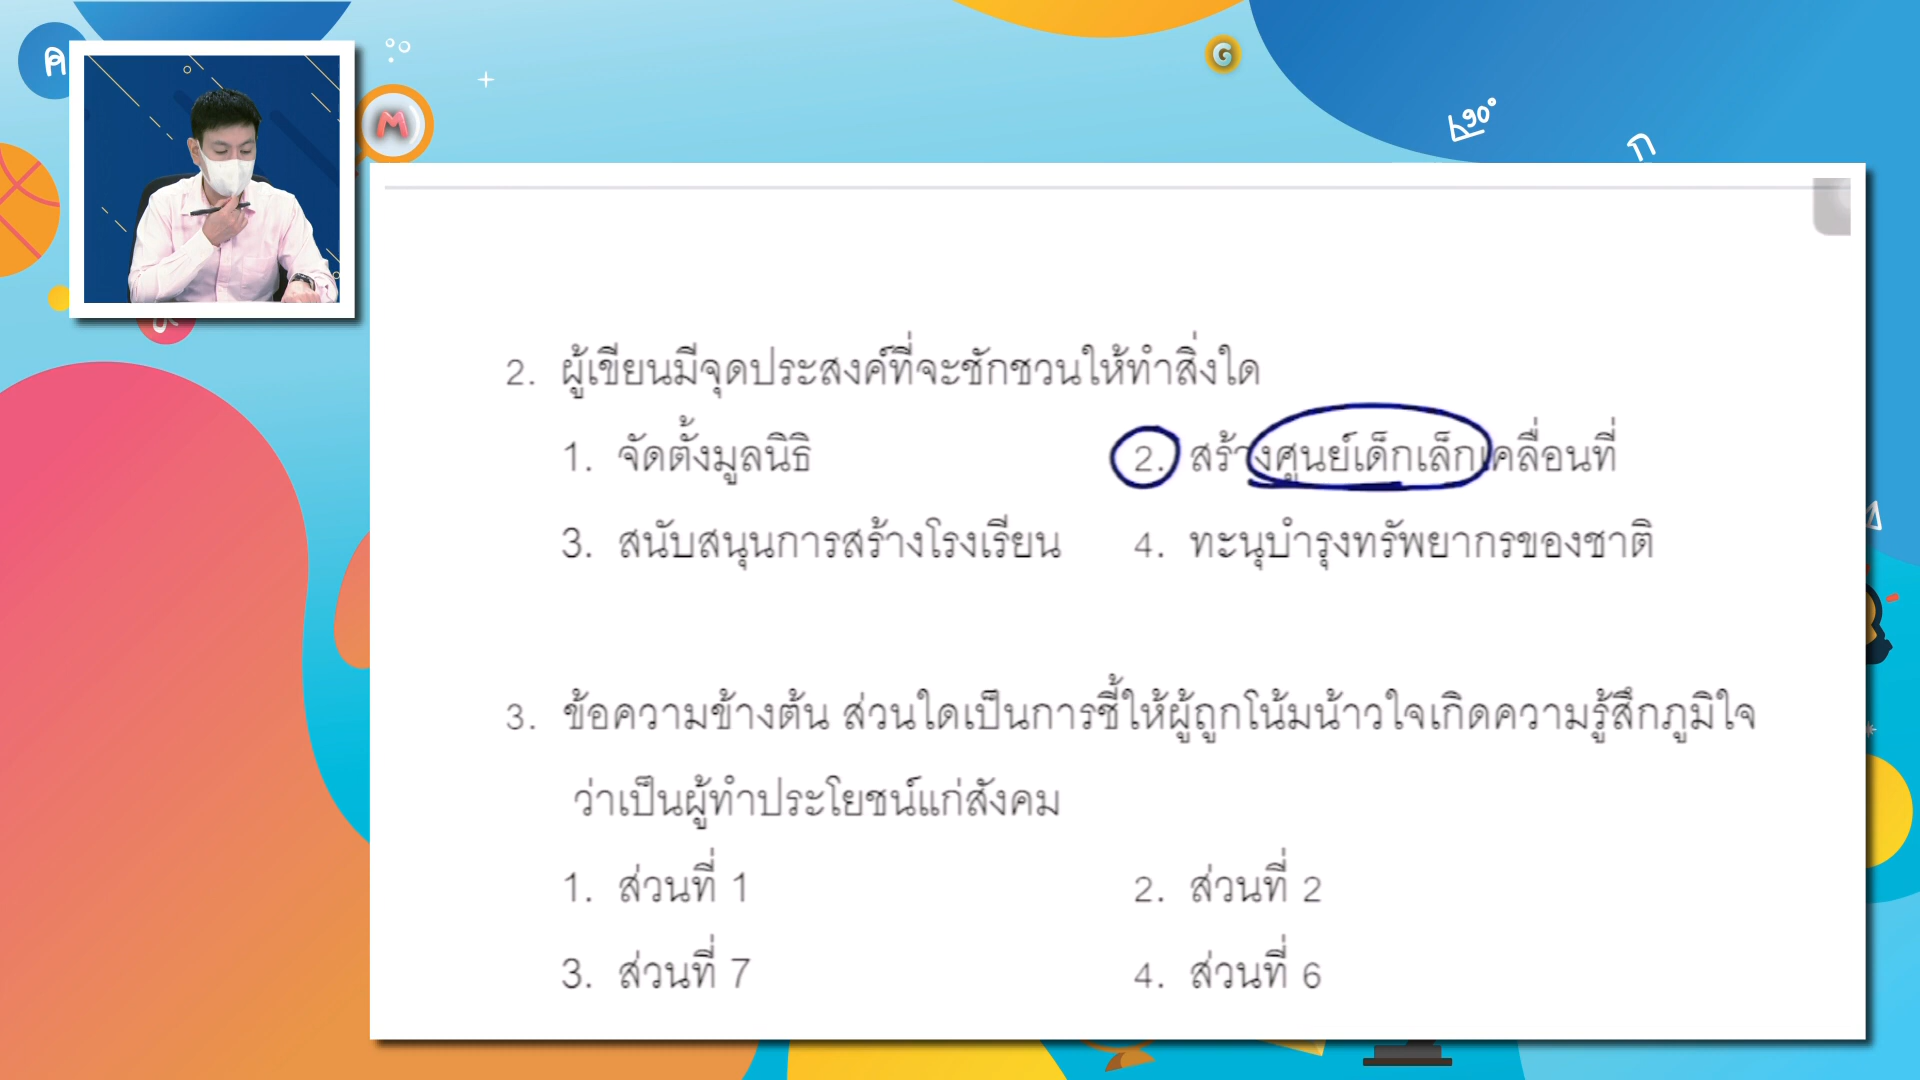 ค
M
G
90°
ก
2. ผู้เขียนมีจุดประสงค์ที่จะชักชวนให้ทำสิ่งใด
1. จัดตั้งมูลนิธิ
2. สร้างศูนย์เด็กเล็กเคลื่อนที่
3. สนับสนุนการสร้างโรงเรียน
4. ทะนุบำรุงทรัพยากรของชาติ
3. ข้อความข้างต้น ส่วนใดเป็นการชี้ให้ผู้ถูกโน้มน้าวใจเกิดความรู้สึกภูมิใจ
ว่าเป็นผู้ทำประโยชน์แก่สังคม
1. ส่วนที่ 1
2. ส่วนที่ 2
3. ส่วนที่ 7
4. ส่วนที่ 6